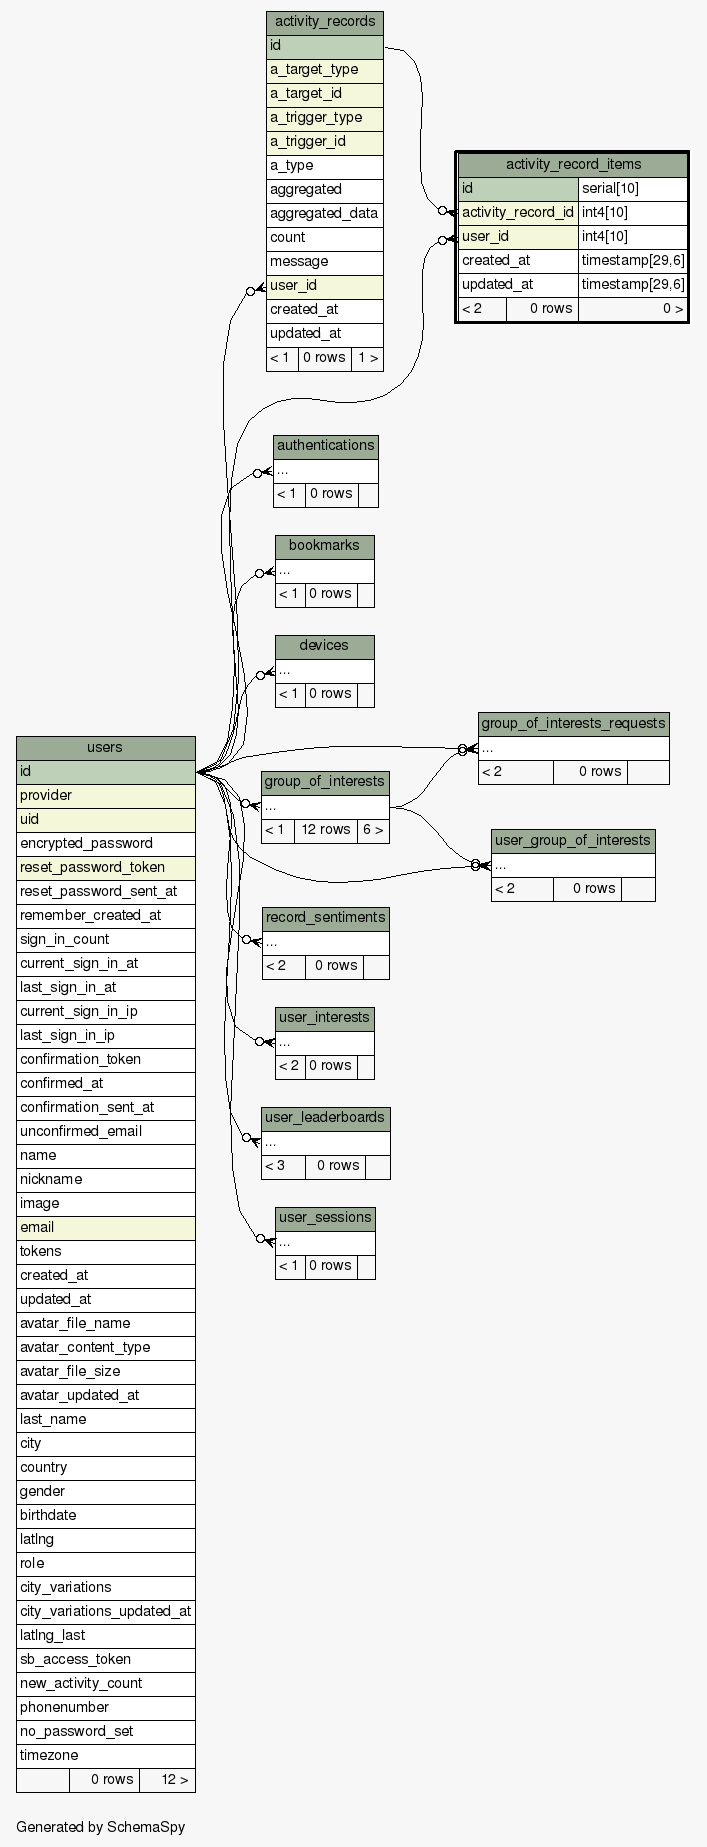 activity_records
id
a_target_type
a_target_id
a_trigger_type
a_trigger_id
a_type
aggregated
aggregated_data
count
message
user_id
created_at
updated_at
< 1 0 rows 1 >
activity_record_items
id serial[10]
activity_record_id int4[10]
user_id int4[10]
created_at timestamp[29,6]
updated_at timestamp[29,6]
< 2 0 rows 0 >
authentications
...
< 1 0 rows
bookmarks
...
< 1 0 rows
devices
...
< 1 0 rows
group_of_interests_requests
...
< 2 0 rows
group_of_interests
...
< 1 12 rows 6 >
user_group_of_interests
...
< 2 0 rows
record_sentiments
...
< 2 0 rows
user_interests
...
< 2 0 rows
user_leaderboards
...
< 3 0 rows
user_sessions
...
< 1 0 rows
users
id
provider
uid
encrypted_password
reset_password_token
reset_password_sent_at
remember_created_at
sign_in_count
current_sign_in_at
last_sign_in_at
current_sign_in_ip
last_sign_in_ip
confirmation_token
confirmed_at
confirmation_sent_at
unconfirmed_email
name
nickname
image
email
tokens
created_at
updated_at
avatar_file_name
avatar_content_type
avatar_file_size
avatar_updated_at
last_name
city
country
gender
birthdate
latlng
role
city_variations
city_variations_updated_at
latlng_last
sb_access_token
new_activity_count
phonenumber
no_password_set
timezone
0 rows 12 >
Generated by SchemaSpy